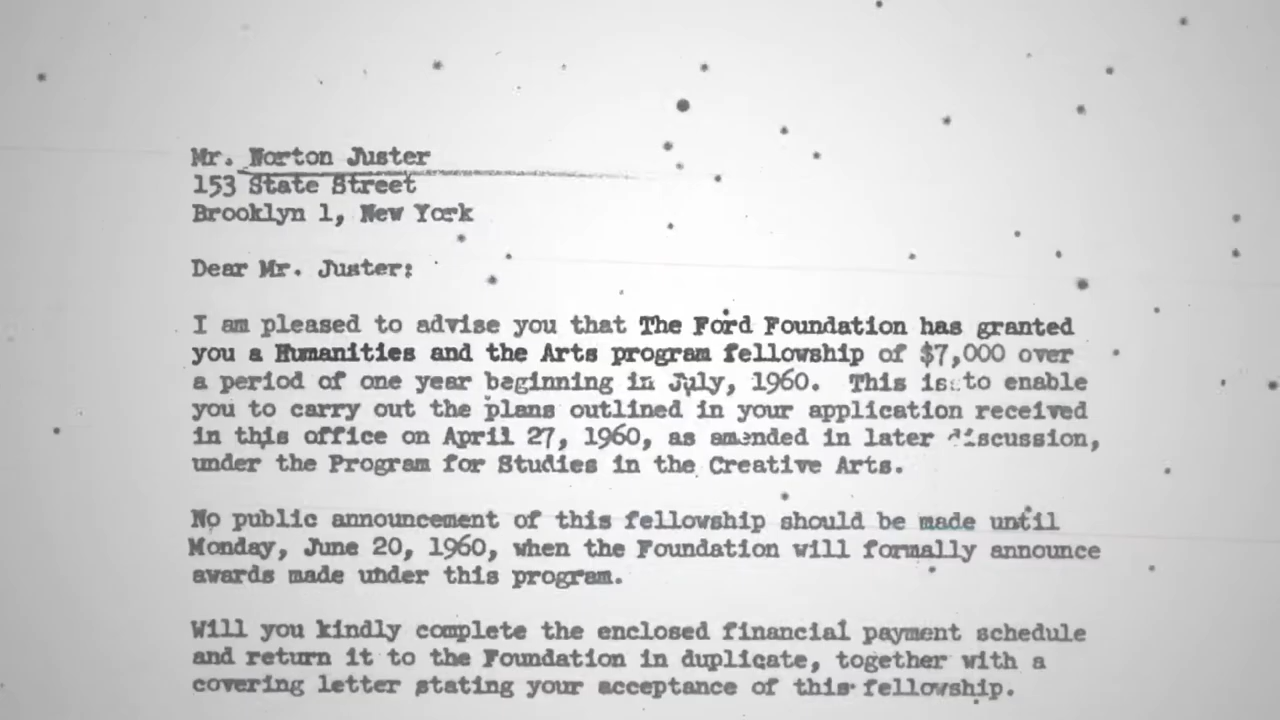 Mr. Norton Juster
153 State Street
Brooklyn 1, New York
Dear Mr. Juster:
I am pleased to advise you that The Ford Foundation has granted
you a Humanities and the Arts program fellowship of $7,000 over
a period of one year beginning in July, 1960. This is to enable
you to carry out the plans outlined in your application received
in this office on April 27, 1960, as amended in later discussion,
under the Program for Studies in the Creative Arts.
No public announcement of this fellowship should be made until
Monday, June 20, 1960, when the Foundation will formally announce
awards made under this program.
Will you kindly complete the enclosed financial payment schedule
and return it to the Foundation in duplicate, together with a
covering letter stating your acceptance of this fellowship.